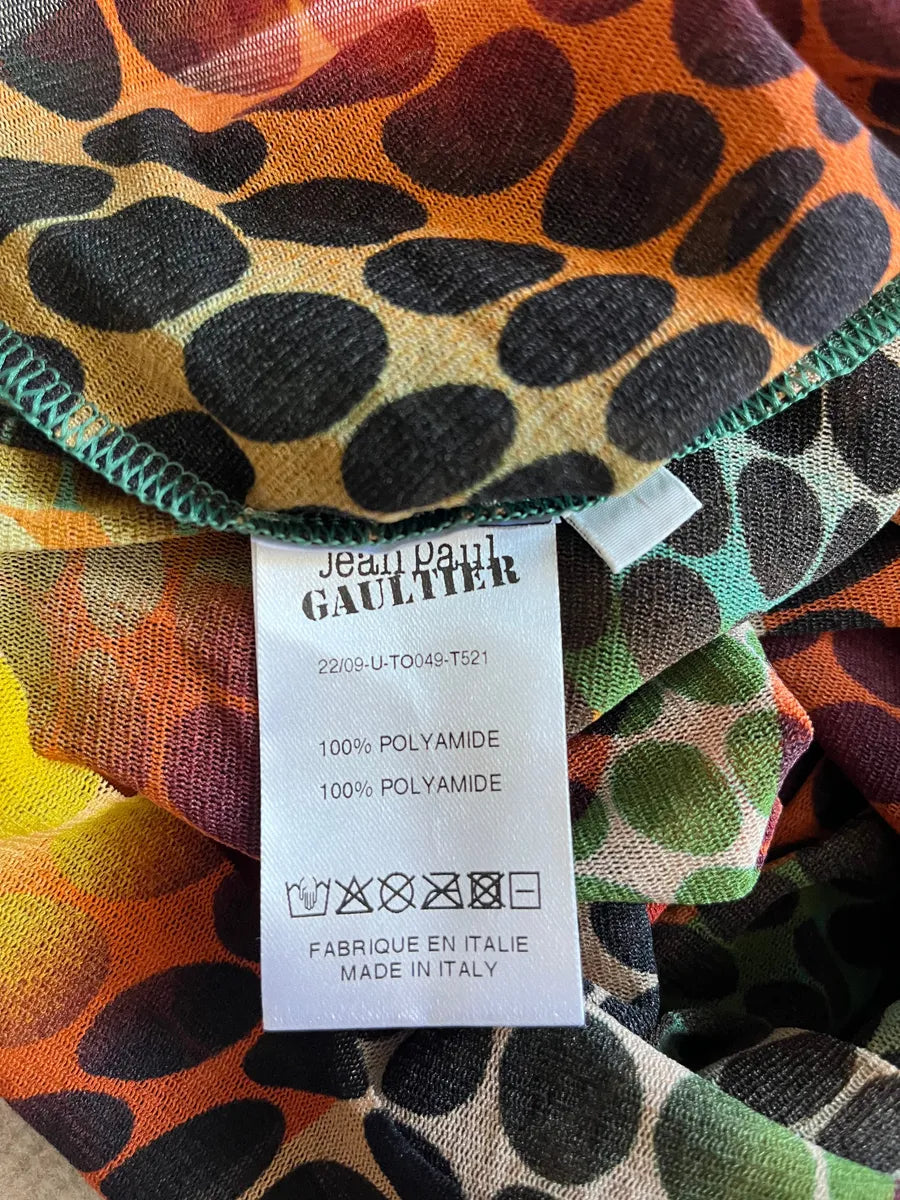 Jean Paul
GAULTIER
22/09-U-TO049-T521
100% POLYAMIDE
100% POLYAMIDE
FABRIQUE EN ITALIE
MADE IN ITALY